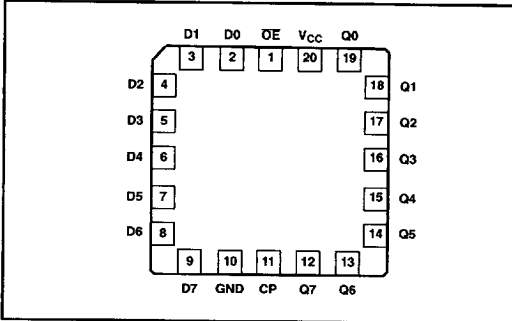 D1 D0 O̅E̅ VCC Q0
3 2 1 20 19
D2 4 18 Q1
D3 5 17 Q2
D4 6 16 Q3
D5 7 15 Q4
D6 8 14 Q5
9 10 11 12 13
D7 GND CP Q7 Q6